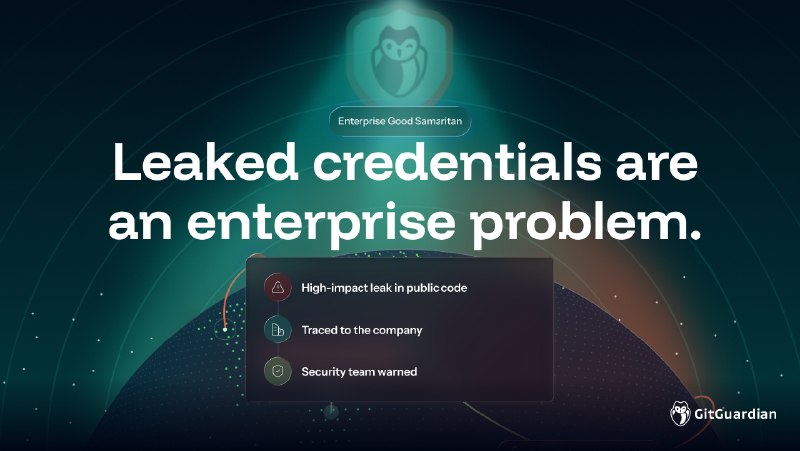 Enterprise Good Samaritan
Leaked credentials are
an enterprise problem.
High-impact leak in public code
Traced to the company
Security team warned
GitGuardian